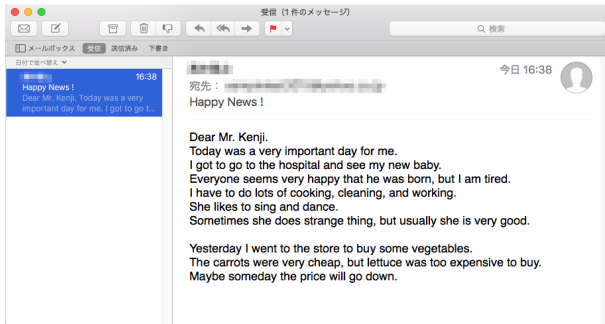 受信 (1 件のメッセージ)
検索
メールボックス 受信 送信済み 下書き
日付で並べ替え
16:38
Happy News !
Dear Mr. Kenji. Today was a very
important day for me. I got to go t...
今日 16:38
宛先：
Happy News !
Dear Mr. Kenji.
Today was a very important day for me.
I got to go to the hospital and see my new baby.
Everyone seems very happy that he was born, but I am tired.
I have to do lots of cooking, cleaning, and working.
She likes to sing and dance.
Sometimes she does strange thing, but usually she is very good.
Yesterday I went to the store to buy some vegetables.
The carrots were very cheap, but lettuce was too expensive to buy.
Maybe someday the price will go down.